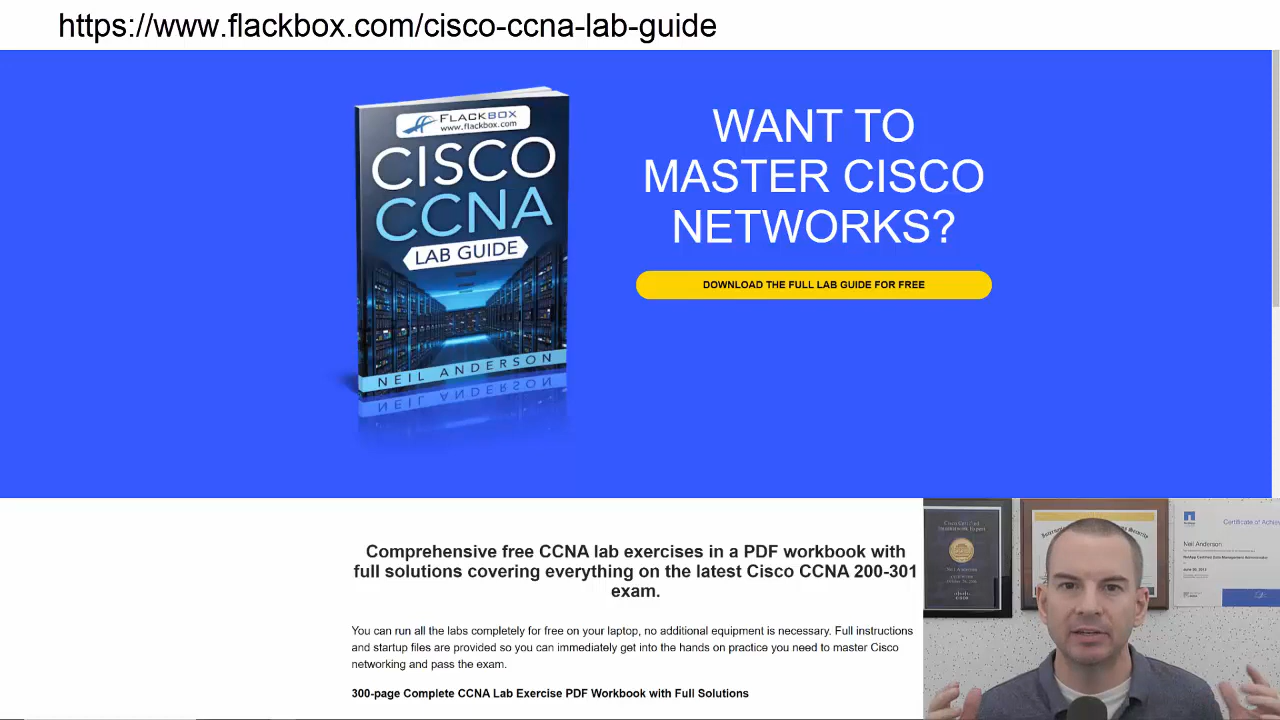 https://www.flackbox.com/cisco-ccna-lab-guide
FLACKBOX
www.flackbox.com
CISCO
CCNA
LAB GUIDE
NEIL ANDERSON
WANT TO
MASTER CISCO
NETWORKS?
DOWNLOAD THE FULL LAB GUIDE FOR FREE
Comprehensive free CCNA lab exercises in a PDF workbook with
full solutions covering everything on the latest Cisco CCNA 200-301
exam.
You can run all the labs completely for free on your laptop, no additional equipment is necessary. Full instructions
and startup files are provided so you can immediately get into the hands on practice you need to master Cisco
networking and pass the exam.
300-page Complete CCNA Lab Exercise PDF Workbook with Full Solutions
Certificate of Achie
Neil Anderson